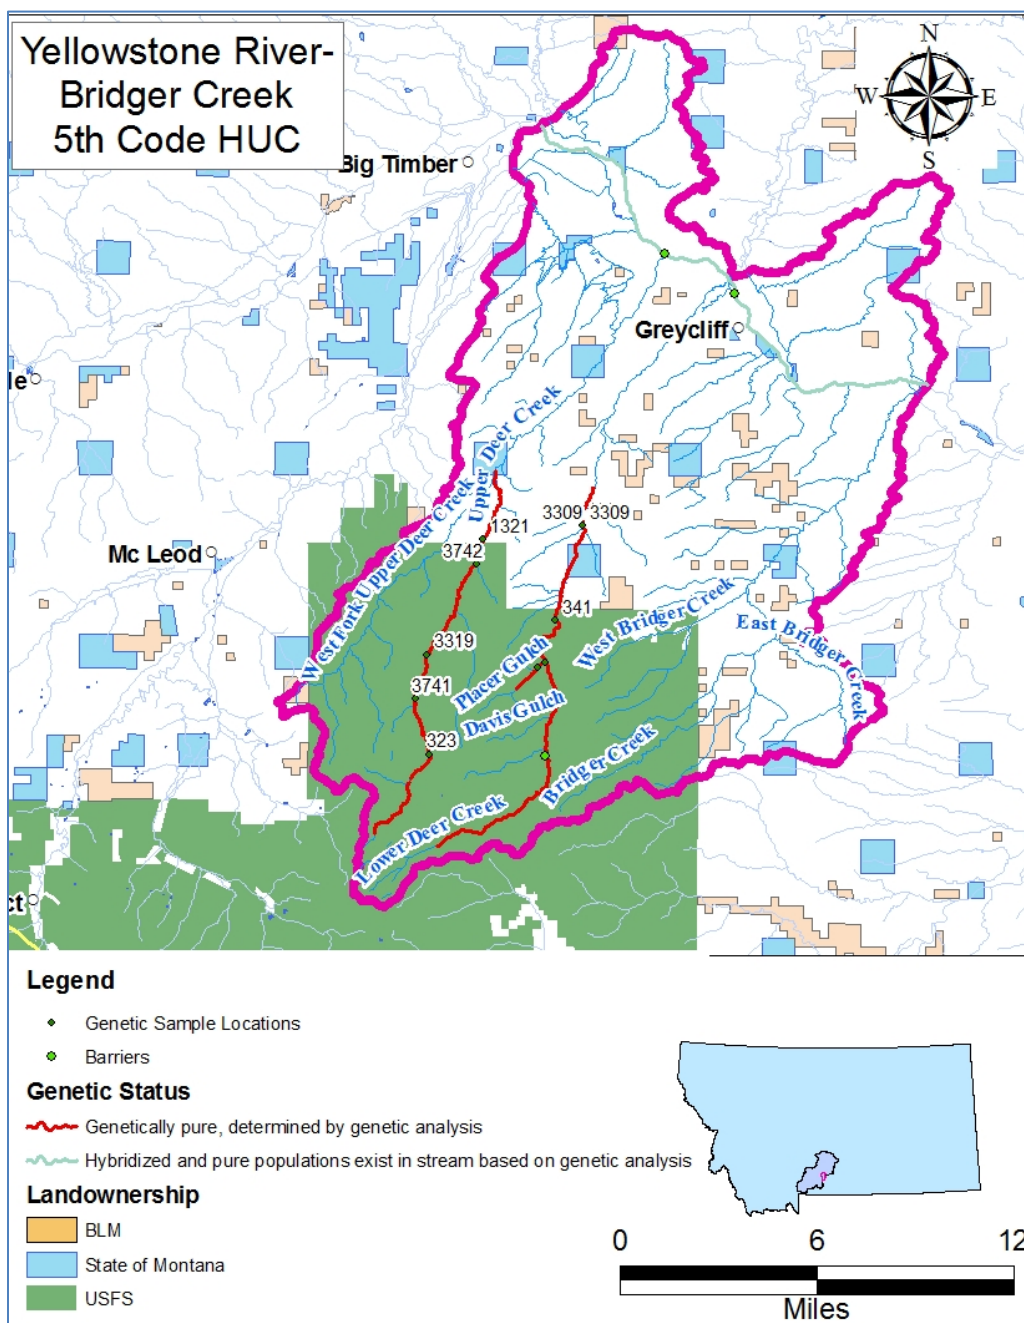 Yellowstone River-
Bridger Creek
5th Code HUC
N
W
E
S
Big Timber
Greycliff
le
Upper Deer Creek
West Fork Upper Deer Creek
1321
3309
3309
3742
Mc Leod
341
West Bridger Creek
East Bridger Creek
3319
Placer Gulch
3741
Davis Gulch
323
Bridger Creek
Lower Deer Creek
ct
Legend
Genetic Sample Locations
Barriers
Genetic Status
Genetically pure, determined by genetic analysis
Hybridized and pure populations exist in stream based on genetic analysis
Landownership
BLM
State of Montana
USFS
0 6 12
Miles